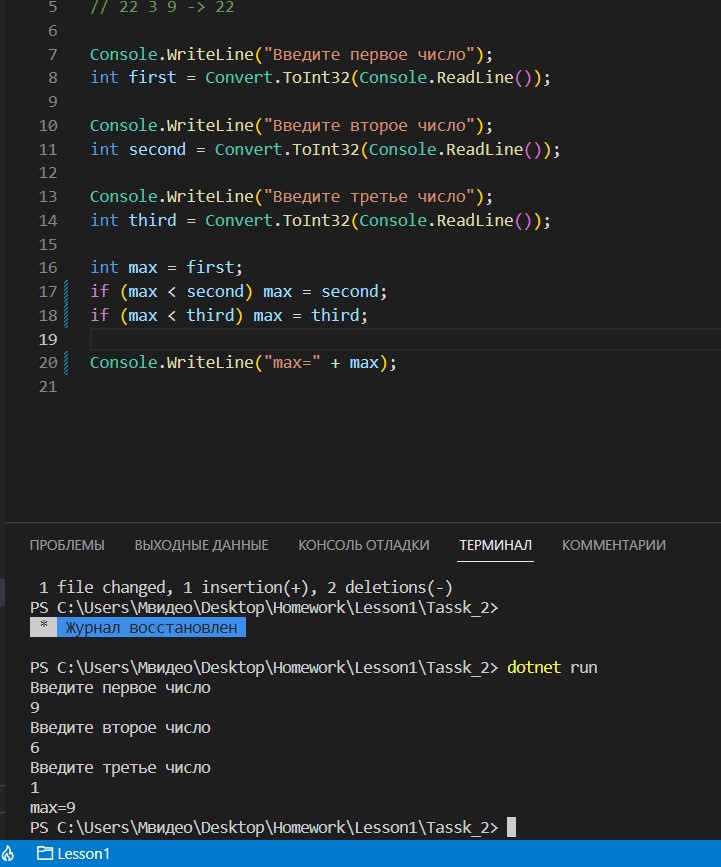 5 // 22 3 9 -> 22
6
7 Console.WriteLine("Введите первое число");
8 int first = Convert.ToInt32(Console.ReadLine());
9
10 Console.WriteLine("Введите второе число");
11 int second = Convert.ToInt32(Console.ReadLine());
12
13 Console.WriteLine("Введите третье число");
14 int third = Convert.ToInt32(Console.ReadLine());
15
16 int max = first;
17 if (max < second) max = second;
18 if (max < third) max = third;
19
20 Console.WriteLine("max=" + max);
21
ПРОБЛЕМЫ ВЫХОДНЫЕ ДАННЫЕ КОНСОЛЬ ОТЛАДКИ ТЕРМИНАЛ КОММЕНТАРИИ
1 file changed, 1 insertion(+), 2 deletions(-)
PS C:\Users\Мвидео\Desktop\Homework\Lesson1\Tassk_2>
* Журнал восстановлен
PS C:\Users\Мвидео\Desktop\Homework\Lesson1\Tassk_2> dotnet run
Введите первое число
9
Введите второе число
6
Введите третье число
1
max=9
PS C:\Users\Мвидео\Desktop\Homework\Lesson1\Tassk_2>
Lesson1